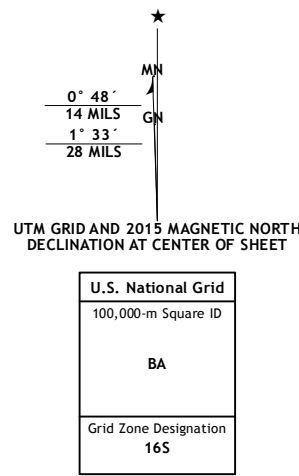 ★
MN
0° 48´
14 MILS
GN
1° 33´
28 MILS
UTM GRID AND 2015 MAGNETIC NORTH
DECLINATION AT CENTER OF SHEET
U.S. National Grid
100,000-m Square ID
BA
Grid Zone Designation
16S